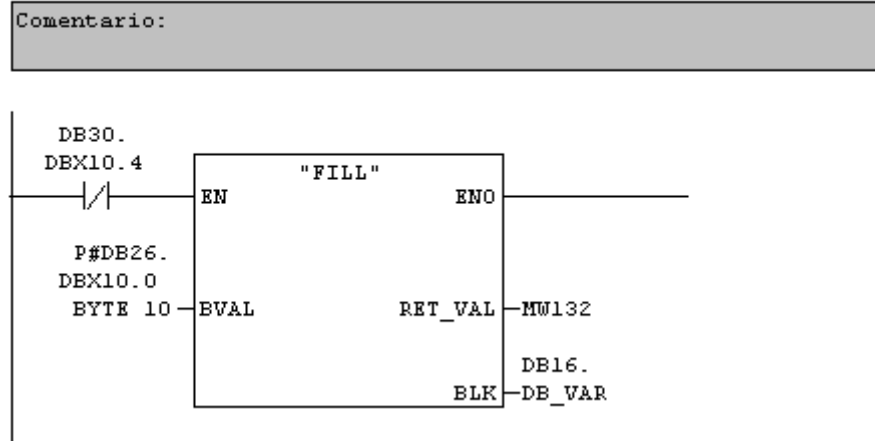 Comentario:
DB30.
DBX10.4
"FILL"
EN ENO
P#DB26.
DBX10.0
BYTE 10 BVAL RET_VAL MW132
DB16.
BLK DB_VAR